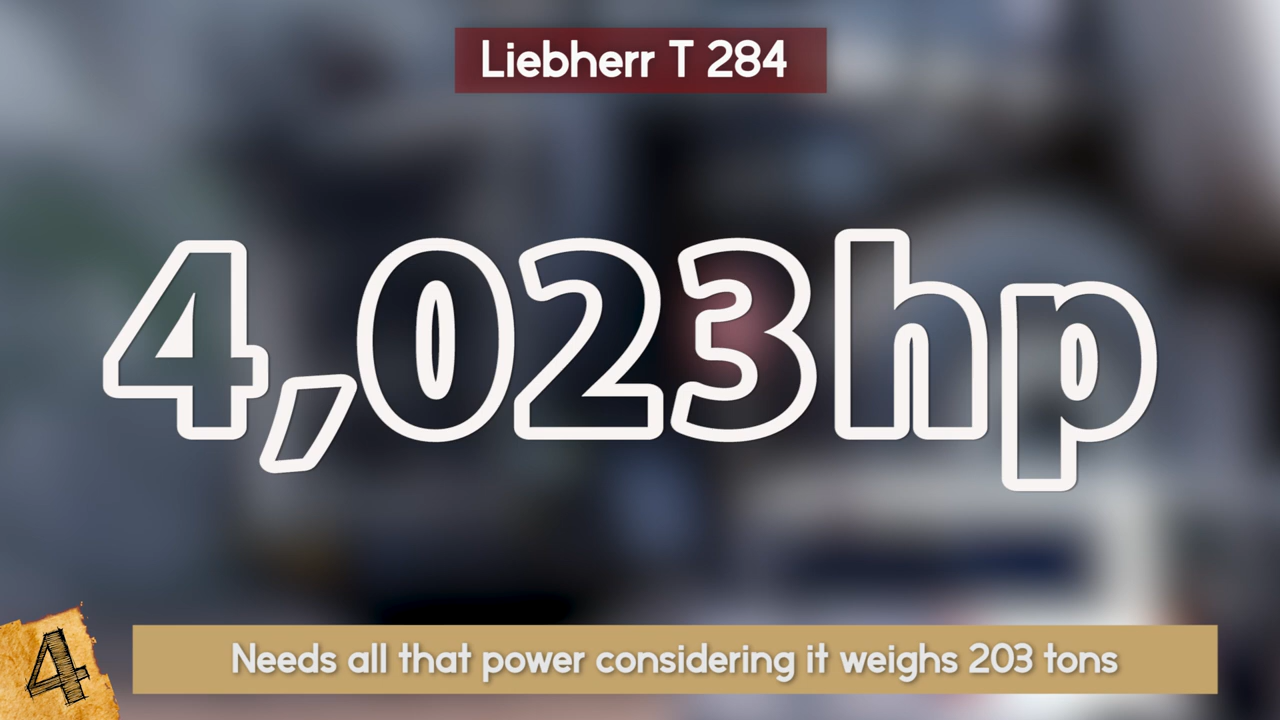 Liebherr T 284
4,023hp
4
Needs all that power considering it weighs 203 tons